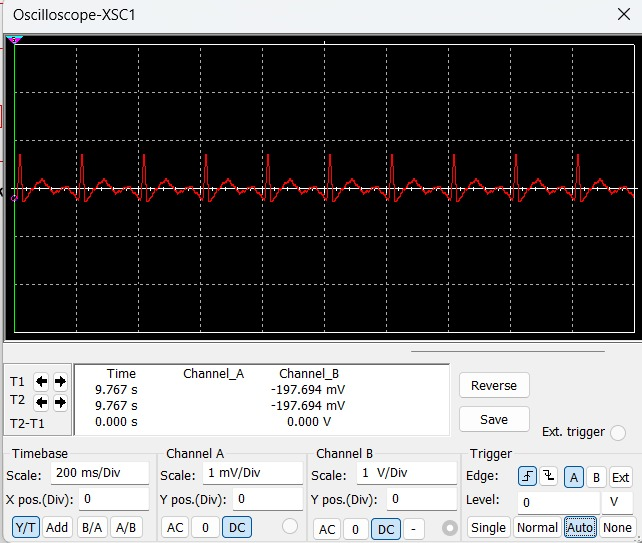 Oscilloscope-XSC1
Time Channel_A Channel_B
T1 9.767 s -197.694 mV
T2 9.767 s -197.694 mV
T2-T1 0.000 s 0.000 V
Reverse
Save
Ext. trigger
Timebase
Scale: 200 ms/Div
X pos.(Div): 0
Y/T Add B/A A/B
Channel A
Scale: 1 mV/Div
Y pos.(Div): 0
AC 0 DC
Channel B
Scale: 1 V/Div
Y pos.(Div): 0
AC 0 DC -
Trigger
Edge: A B Ext
Level: 0 V
Single Normal Auto None